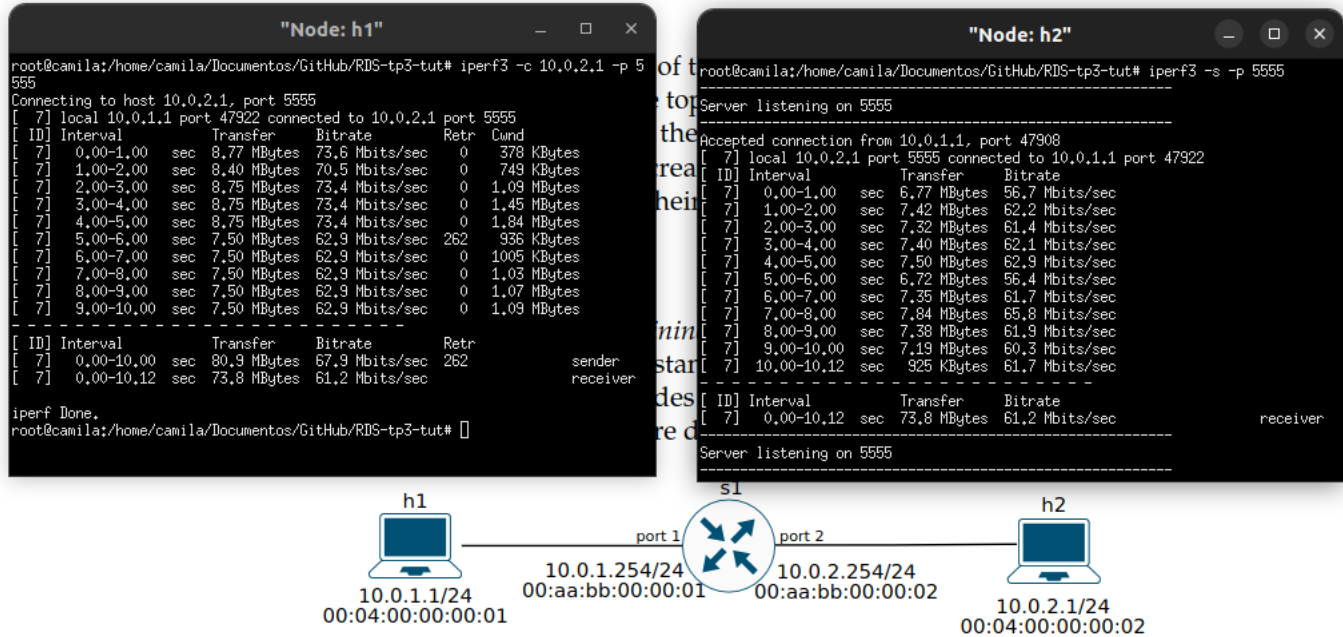 "Node: h1"
root@camila:/home/camila/Documentos/GitHub/RDS-tp3-tut# iperf3 -c 10.0.2.1 -p 5
555
Connecting to host 10.0.2.1, port 5555
[  7] local 10.0.1.1 port 47922 connected to 10.0.2.1 port 5555
[ ID] Interval           Transfer     Bitrate         Retr  Cwnd
[  7]   0.00-1.00   sec  8.77 MBytes  73.6 Mbits/sec    0    378 KBytes
[  7]   1.00-2.00   sec  8.40 MBytes  70.5 Mbits/sec    0    749 KBytes
[  7]   2.00-3.00   sec  8.75 MBytes  73.4 Mbits/sec    0   1.09 MBytes
[  7]   3.00-4.00   sec  8.75 MBytes  73.4 Mbits/sec    0   1.45 MBytes
[  7]   4.00-5.00   sec  8.75 MBytes  73.4 Mbits/sec    0   1.84 MBytes
[  7]   5.00-6.00   sec  7.50 MBytes  62.9 Mbits/sec  262    936 KBytes
[  7]   6.00-7.00   sec  7.50 MBytes  62.9 Mbits/sec    0   1005 KBytes
[  7]   7.00-8.00   sec  7.50 MBytes  62.9 Mbits/sec    0   1.03 MBytes
[  7]   8.00-9.00   sec  7.50 MBytes  62.9 Mbits/sec    0   1.07 MBytes
[  7]   9.00-10.00  sec  7.50 MBytes  62.9 Mbits/sec    0   1.09 MBytes
- - - - - - - - - - - - - - - - - - - - - - - - -
[ ID] Interval           Transfer     Bitrate         Retr
[  7]   0.00-10.00  sec  80.9 MBytes  67.9 Mbits/sec  262             sender
[  7]   0.00-10.12  sec  73.8 MBytes  61.2 Mbits/sec                  receiver
iperf Done.
root@camila:/home/camila/Documentos/GitHub/RDS-tp3-tut#
"Node: h2"
root@camila:/home/camila/Documentos/GitHub/RDS-tp3-tut# iperf3 -s -p 5555
-----------------------------------------------------------
Server listening on 5555
-----------------------------------------------------------
Accepted connection from 10.0.1.1, port 47908
[  7] local 10.0.2.1 port 5555 connected to 10.0.1.1 port 47922
[ ID] Interval           Transfer     Bitrate
[  7]   0.00-1.00   sec  6.77 MBytes  56.7 Mbits/sec
[  7]   1.00-2.00   sec  7.42 MBytes  62.2 Mbits/sec
[  7]   2.00-3.00   sec  7.32 MBytes  61.4 Mbits/sec
[  7]   3.00-4.00   sec  7.40 MBytes  62.1 Mbits/sec
[  7]   4.00-5.00   sec  7.50 MBytes  62.9 Mbits/sec
[  7]   5.00-6.00   sec  6.72 MBytes  56.4 Mbits/sec
[  7]   6.00-7.00   sec  7.35 MBytes  61.7 Mbits/sec
[  7]   7.00-8.00   sec  7.84 MBytes  65.8 Mbits/sec
[  7]   8.00-9.00   sec  7.38 MBytes  61.9 Mbits/sec
[  7]   9.00-10.00  sec  7.19 MBytes  60.3 Mbits/sec
[  7]  10.00-10.12  sec   925 KBytes  61.7 Mbits/sec
- - - - - - - - - - - - - - - - - - - - - - - - -
[ ID] Interval           Transfer     Bitrate
[  7]   0.00-10.12  sec  73.8 MBytes  61.2 Mbits/sec                  receiver
-----------------------------------------------------------
Server listening on 5555
-----------------------------------------------------------
of
the
h1
s1
h2
port 1
port 2
10.0.1.254/24
00:aa:bb:00:00:01
10.0.2.254/24
00:aa:bb:00:00:02
10.0.1.1/24
00:04:00:00:00:01
10.0.2.1/24
00:04:00:00:00:02